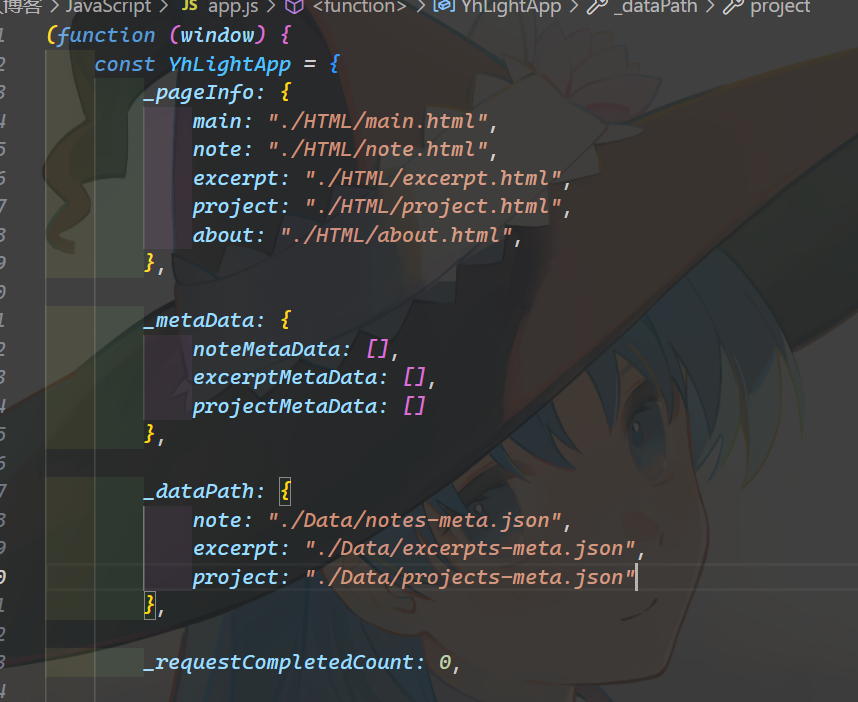 博客 > JavaScript > JS app.js > <function> > YhLightApp > _dataPath > project
1 (function (window) {
2 const YhLightApp = {
3 _pageInfo: {
4 main: "./HTML/main.html",
5 note: "./HTML/note.html",
6 excerpt: "./HTML/excerpt.html",
7 project: "./HTML/project.html",
8 about: "./HTML/about.html",
9 },
0
1 _metaData: {
2 noteMetaData: [],
3 excerptMetaData: [],
4 projectMetaData: []
5 },
6
7 _dataPath: {
8 note: "./Data/notes-meta.json",
9 excerpt: "./Data/excerpts-meta.json",
0 project: "./Data/projects-meta.json"
1 },
2
3 _requestCompletedCount: 0,
4